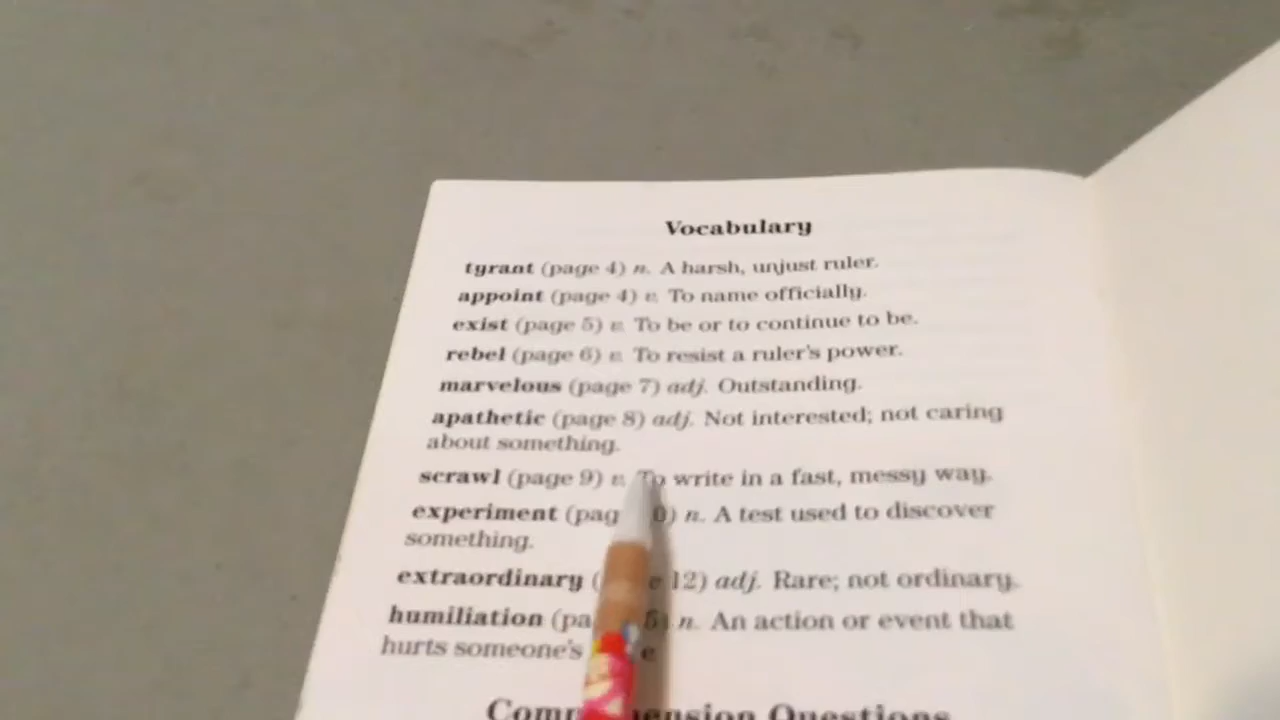 Vocabulary
tyrant (page 4) n. A harsh, unjust ruler.
appoint (page 4) v. To name officially.
exist (page 5) v. To be or to continue to be.
rebel (page 6) v. To resist a ruler's power.
marvelous (page 7) adj. Outstanding.
apathetic (page 8) adj. Not interested; not caring
about something.
scrawl (page 9) v. To write in a fast, messy way.
experiment n. A test used to discover
something.
extraordinary 12) adj. Rare; not ordinary.
humiliation n. An action or event that
hurts someone's
Questions